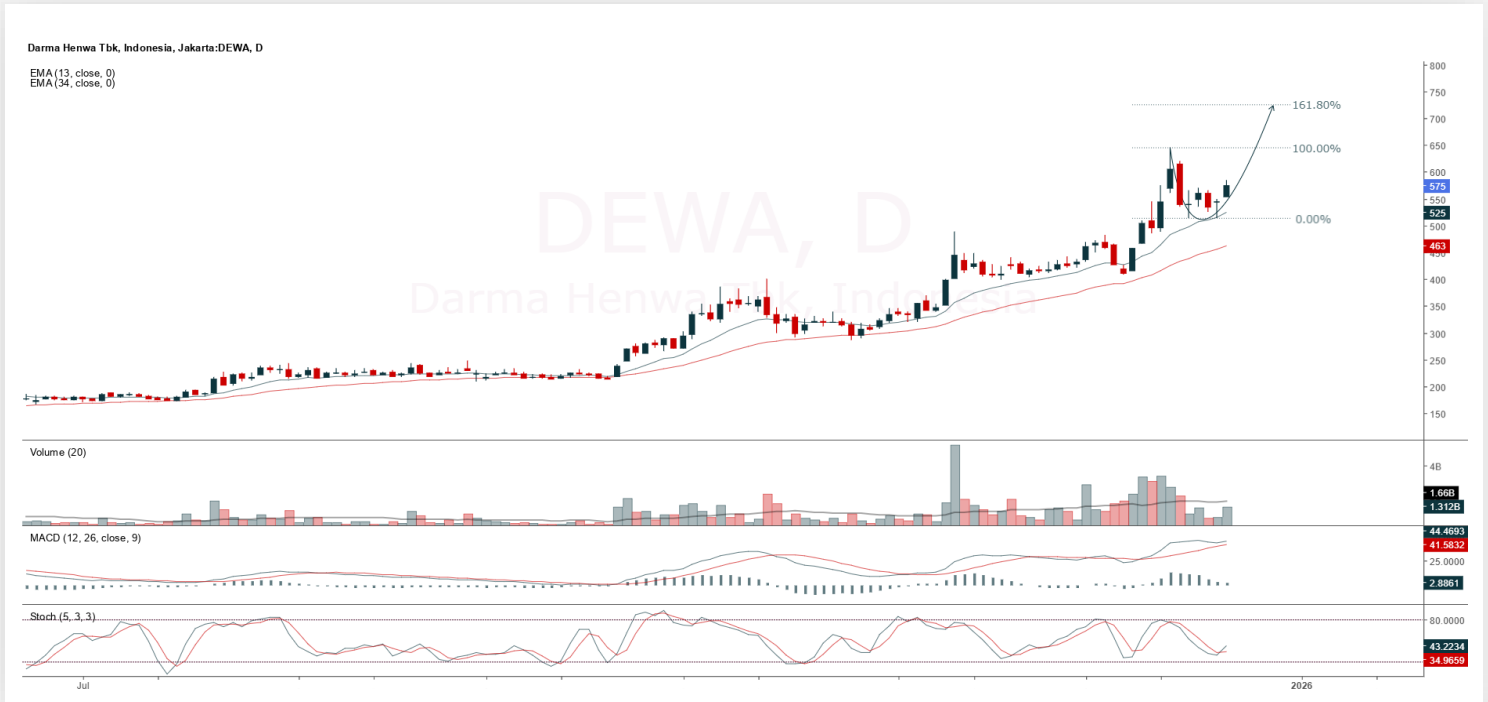 Darma Henwa Tbk, Indonesia, Jakarta:DEWA, D
EMA (13, close, 0)
EMA (34, close, 0)
DEWA, D
Darma Henwa Tbk, Indonesia
161.80%
100.00%
0.00%
800
750
700
650
600
575
550
525
500
463
450
400
350
300
250
200
150
Volume (20)
4B
1.66B
1.312B
MACD (12, 26, close, 9)
44.4693
41.5832
25.0000
2.8861
Stoch (5, 3, 3)
80.0000
43.2234
34.9659
Jul
2026